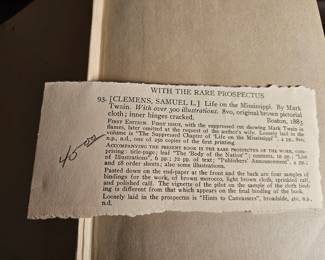 WITH THE RARE PROSPECTUS
93. [CLEMENS, SAMUEL L.] Life on the Mississippi. By Mark
Twain. With over 300 illustrations. 8vo, original brown pictorial
cloth; inner hinges cracked. Boston, 1883
FIRST EDITION. FIRST ISSUE, with the suppressed cut showing Mark Twain in
flames, later omitted at the request of the author's wife. Loosely laid in the
volume is "The Suppressed Chapter of 'Life on the Mississippi'", 4 pp., 8vo,
n.p., n.d., one of 250 copies of the first printing.
ACCOMPANYING THE PRESENT BOOK IS THE RARE PROSPECTUS OF THE WORK, com-
prising: title-page; leaf "The 'Body of the Nation'"; contents, 10 pp.; "List
of Illustrations", 6 pp.; 72 pp. of text; "Publishers' Announcement", 4 pp.;
and 18 order sheets; also some illustrations.
Pasted down on the end-paper at the front and the back are four samples of
bindings for the work, of brown morocco, light brown cloth, sprinkled calf,
and polished calf. The vignette of the pilot on the sample of the cloth bind-
ing is different from that which appears on the final binding of the book.
Loosely laid in the prospectus is "Hints to Canvassers", broadside, 4to, n.p.,
n.d.
45.00